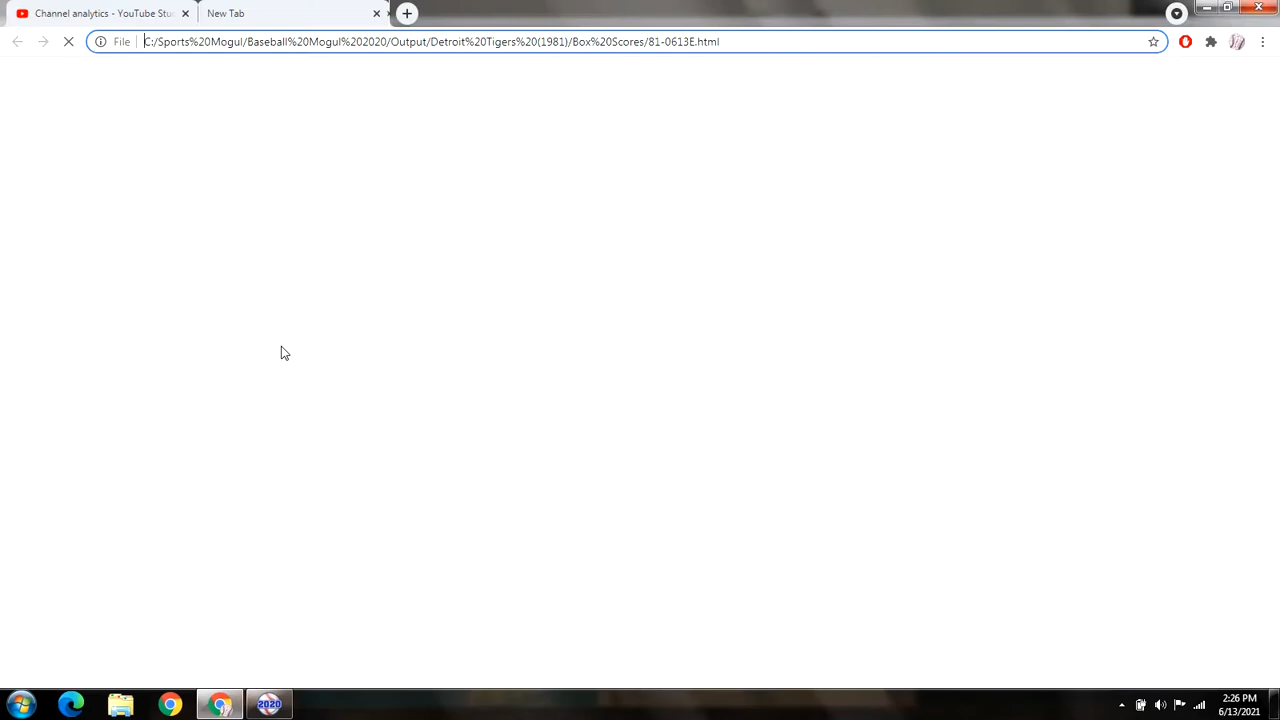 Channel analytics - YouTube Stu
New Tab
File
C:/Sports%20Mogul/Baseball%20Mogul%202020/Output/Detroit%20Tigers%20(1981)/Box%20Scores/81-0613E.html
2020
2:26 PM
6/13/2021